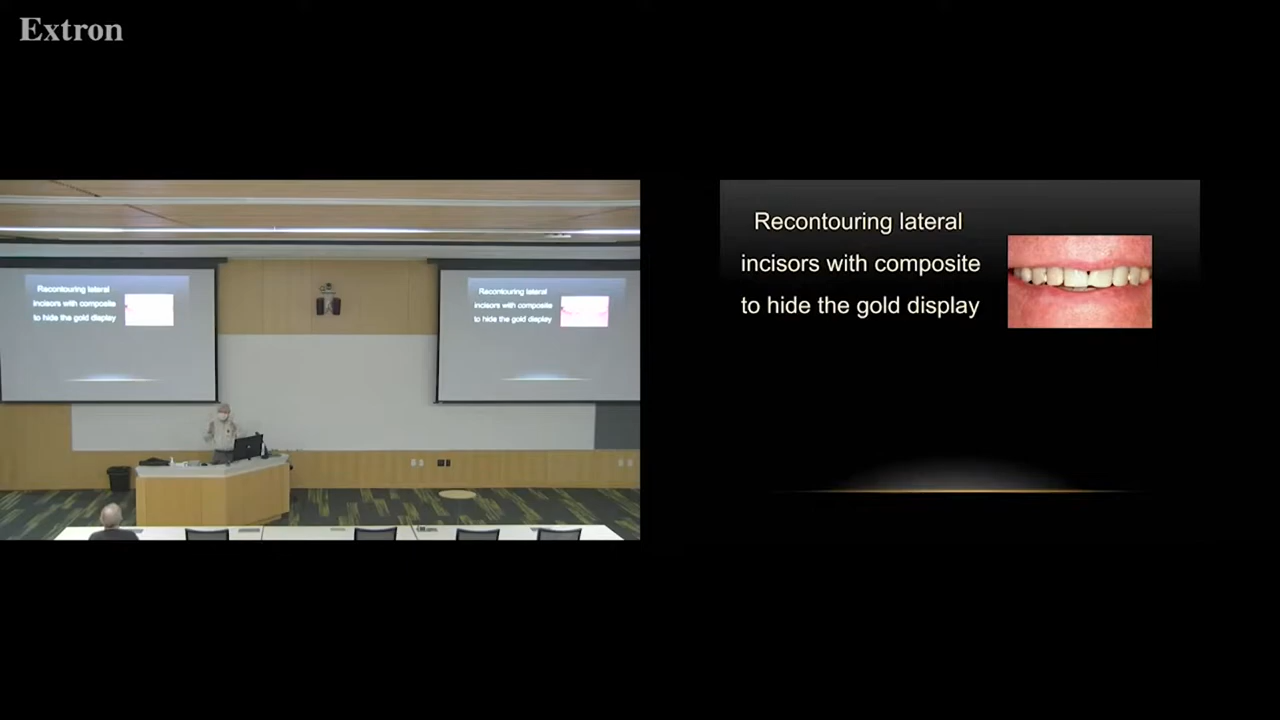 Extron
Recontouring lateral
incisors with composite
to hide the gold display
Recontouring lateral
incisors with composite
to hide the gold display
Recontouring lateral
incisors with composite
to hide the gold display